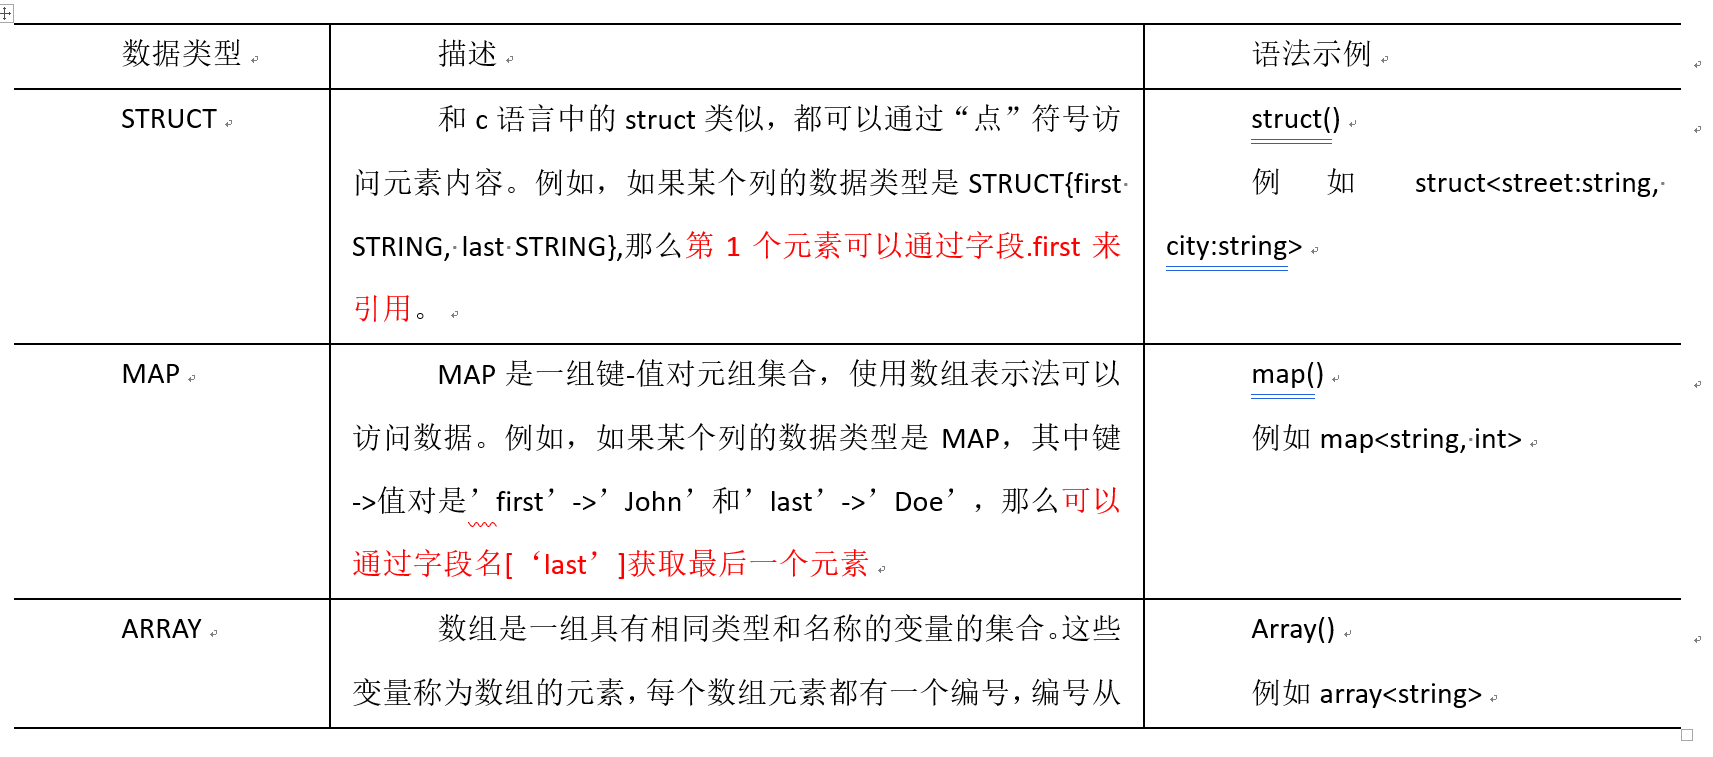 数据类型
描述
语法示例
STRUCT
和 c 语言中的 struct 类似，都可以通过“点”符号访
问元素内容。例如，如果某个列的数据类型是 STRUCT{first
STRING, last STRING},那么第 1 个元素可以通过字段.first 来
引用。
struct()
例如 struct<street:string,
city:string>
MAP
MAP 是一组键-值对元组集合，使用数组表示法可以
访问数据。例如，如果某个列的数据类型是 MAP，其中键
->值对是’first’->’John’和’last’->’Doe’，那么可以
通过字段名[‘last’]获取最后一个元素
map()
例如 map<string, int>
ARRAY
数组是一组具有相同类型和名称的变量的集合。这些
变量称为数组的元素，每个数组元素都有一个编号，编号从
Array()
例如 array<string>